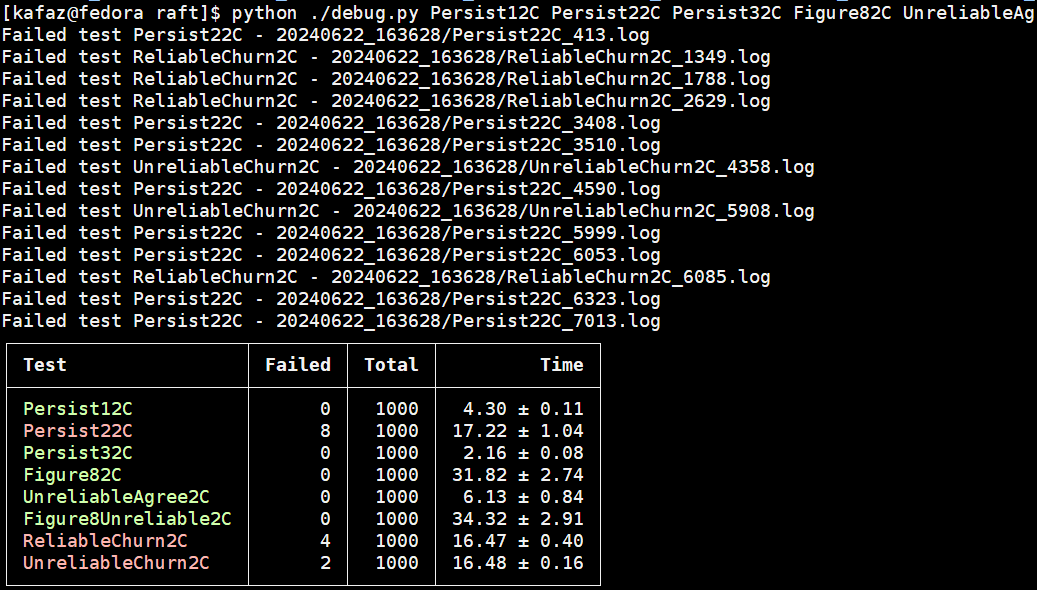 [kafaz@fedora raft]$ python ./debug.py Persist12C Persist22C Persist32C Figure82C UnreliableAg
Failed test Persist22C - 20240622_163628/Persist22C_413.log
Failed test ReliableChurn2C - 20240622_163628/ReliableChurn2C_1349.log
Failed test ReliableChurn2C - 20240622_163628/ReliableChurn2C_1788.log
Failed test ReliableChurn2C - 20240622_163628/ReliableChurn2C_2629.log
Failed test Persist22C - 20240622_163628/Persist22C_3408.log
Failed test Persist22C - 20240622_163628/Persist22C_3510.log
Failed test UnreliableChurn2C - 20240622_163628/UnreliableChurn2C_4358.log
Failed test Persist22C - 20240622_163628/Persist22C_4590.log
Failed test UnreliableChurn2C - 20240622_163628/UnreliableChurn2C_5908.log
Failed test Persist22C - 20240622_163628/Persist22C_5999.log
Failed test Persist22C - 20240622_163628/Persist22C_6053.log
Failed test ReliableChurn2C - 20240622_163628/ReliableChurn2C_6085.log
Failed test Persist22C - 20240622_163628/Persist22C_6323.log
Failed test Persist22C - 20240622_163628/Persist22C_7013.log
Test Failed Total Time
Persist12C 0 1000 4.30 ± 0.11
Persist22C 8 1000 17.22 ± 1.04
Persist32C 0 1000 2.16 ± 0.08
Figure82C 0 1000 31.82 ± 2.74
UnreliableAgree2C 0 1000 6.13 ± 0.84
Figure8Unreliable2C 0 1000 34.32 ± 2.91
ReliableChurn2C 4 1000 16.47 ± 0.40
UnreliableChurn2C 2 1000 16.48 ± 0.16